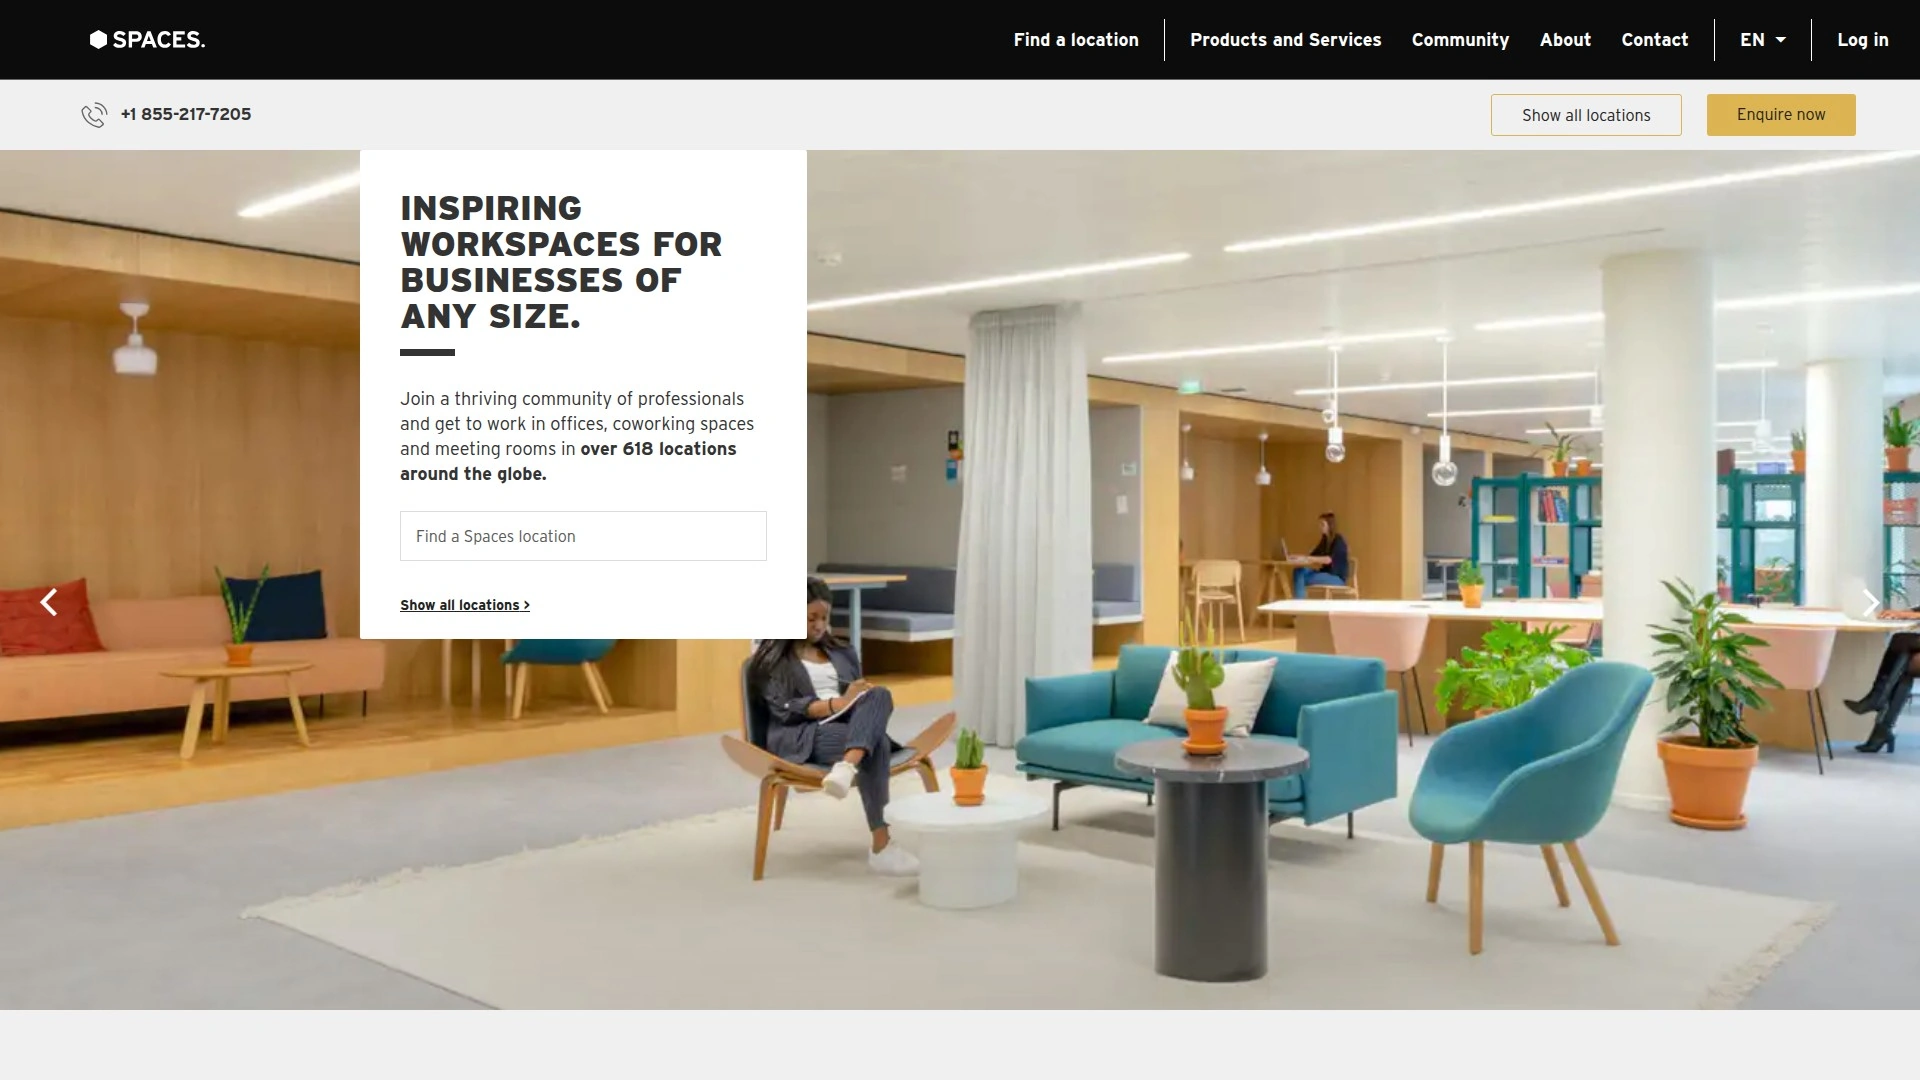 SPACES.
Find a location
Products and Services
Community
About
Contact
EN
Log in
+1 855-217-7205
Show all locations
Enquire now
INSPIRING
WORKSPACES FOR
BUSINESSES OF
ANY SIZE.
Join a thriving community of professionals
and get to work in offices, coworking spaces
and meeting rooms in over 618 locations
around the globe.
Find a Spaces location
Show all locations >